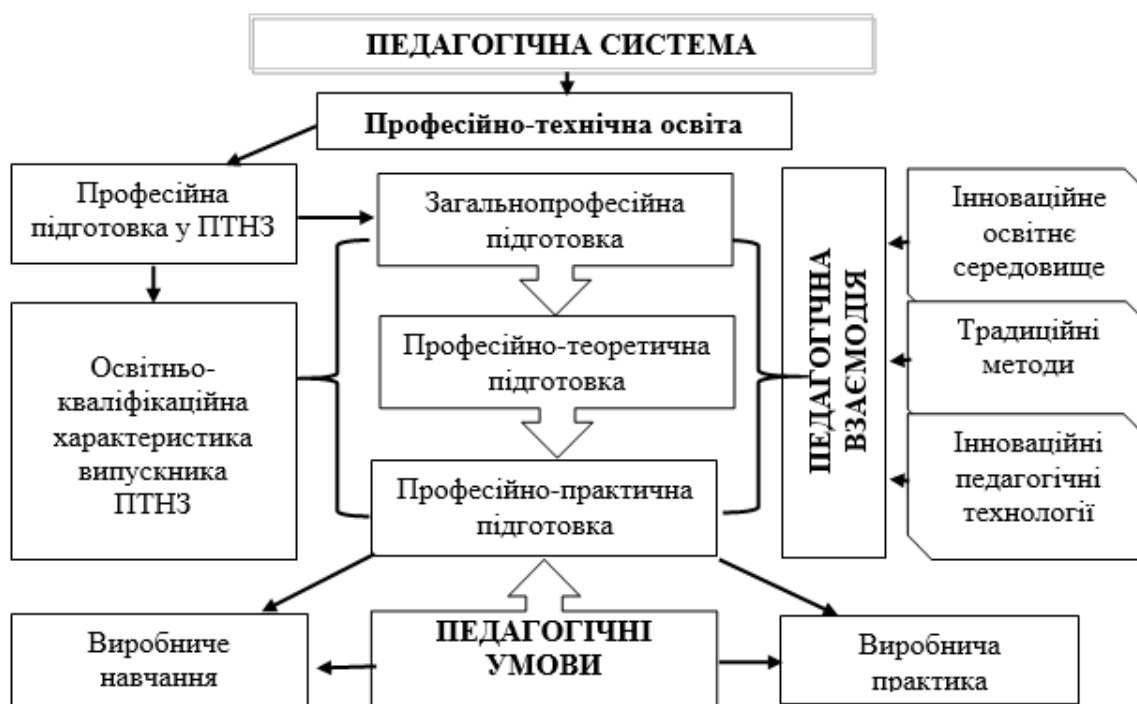 ПЕДАГОГІЧНА СИСТЕМА
Професійно-технічна освіта
Професійна
підготовка у ПТНЗ
Загальнопрофесійна
підготовка
Інноваційне
освітнє
середовище
ПЕДАГОГІЧНА
ВЗАЄМОДІЯ
Освітньо-
кваліфікаційна
характеристика
випускника
ПТНЗ
Професійно-теоретична
підготовка
Традиційні
методи
Професійно-практична
підготовка
Інноваційні
педагогічні
технології
Виробниче
навчання
ПЕДАГОГІЧНІ
УМОВИ
Виробнича
практика